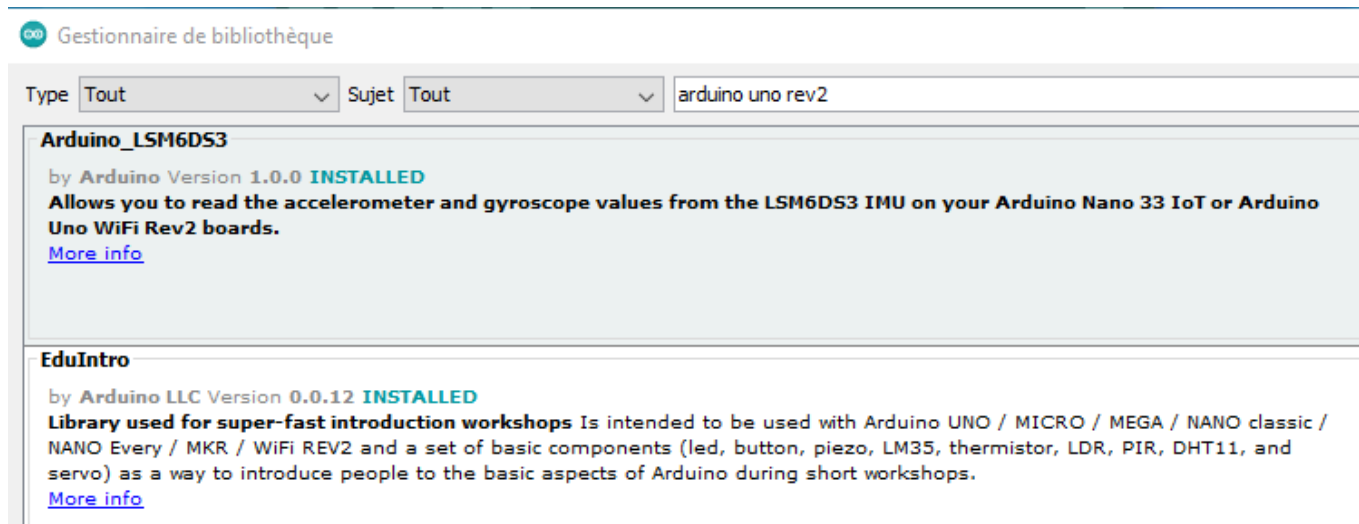 Gestionnaire de bibliothèque
Type Tout Sujet Tout arduino uno rev2
Arduino_LSM6DS3
by Arduino Version 1.0.0 INSTALLED
Allows you to read the accelerometer and gyroscope values from the LSM6DS3 IMU on your Arduino Nano 33 IoT or Arduino
Uno WiFi Rev2 boards.
More info
EduIntro
by Arduino LLC Version 0.0.12 INSTALLED
Library used for super-fast introduction workshops Is intended to be used with Arduino UNO / MICRO / MEGA / NANO classic /
NANO Every / MKR / WiFi REV2 and a set of basic components (led, button, piezo, LM35, thermistor, LDR, PIR, DHT11, and
servo) as a way to introduce people to the basic aspects of Arduino during short workshops.
More info